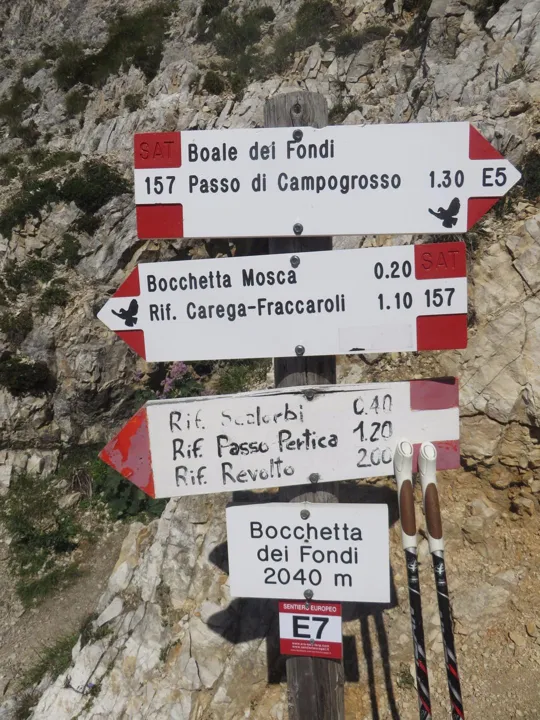 SAT Boale dei Fondi
157 Passo di Campogrosso 1.30 E5
Bocchetta Mosca 0.20 SAT
Rif. Carega-Fraccaroli 1.10 157
Rif. Scalorbi 0.40
Rif. Passo Pertica 1.20
Rif. Revolto 2.00
Bocchetta
dei Fondi
2040 m
SENTIERO EUROPEO
E7